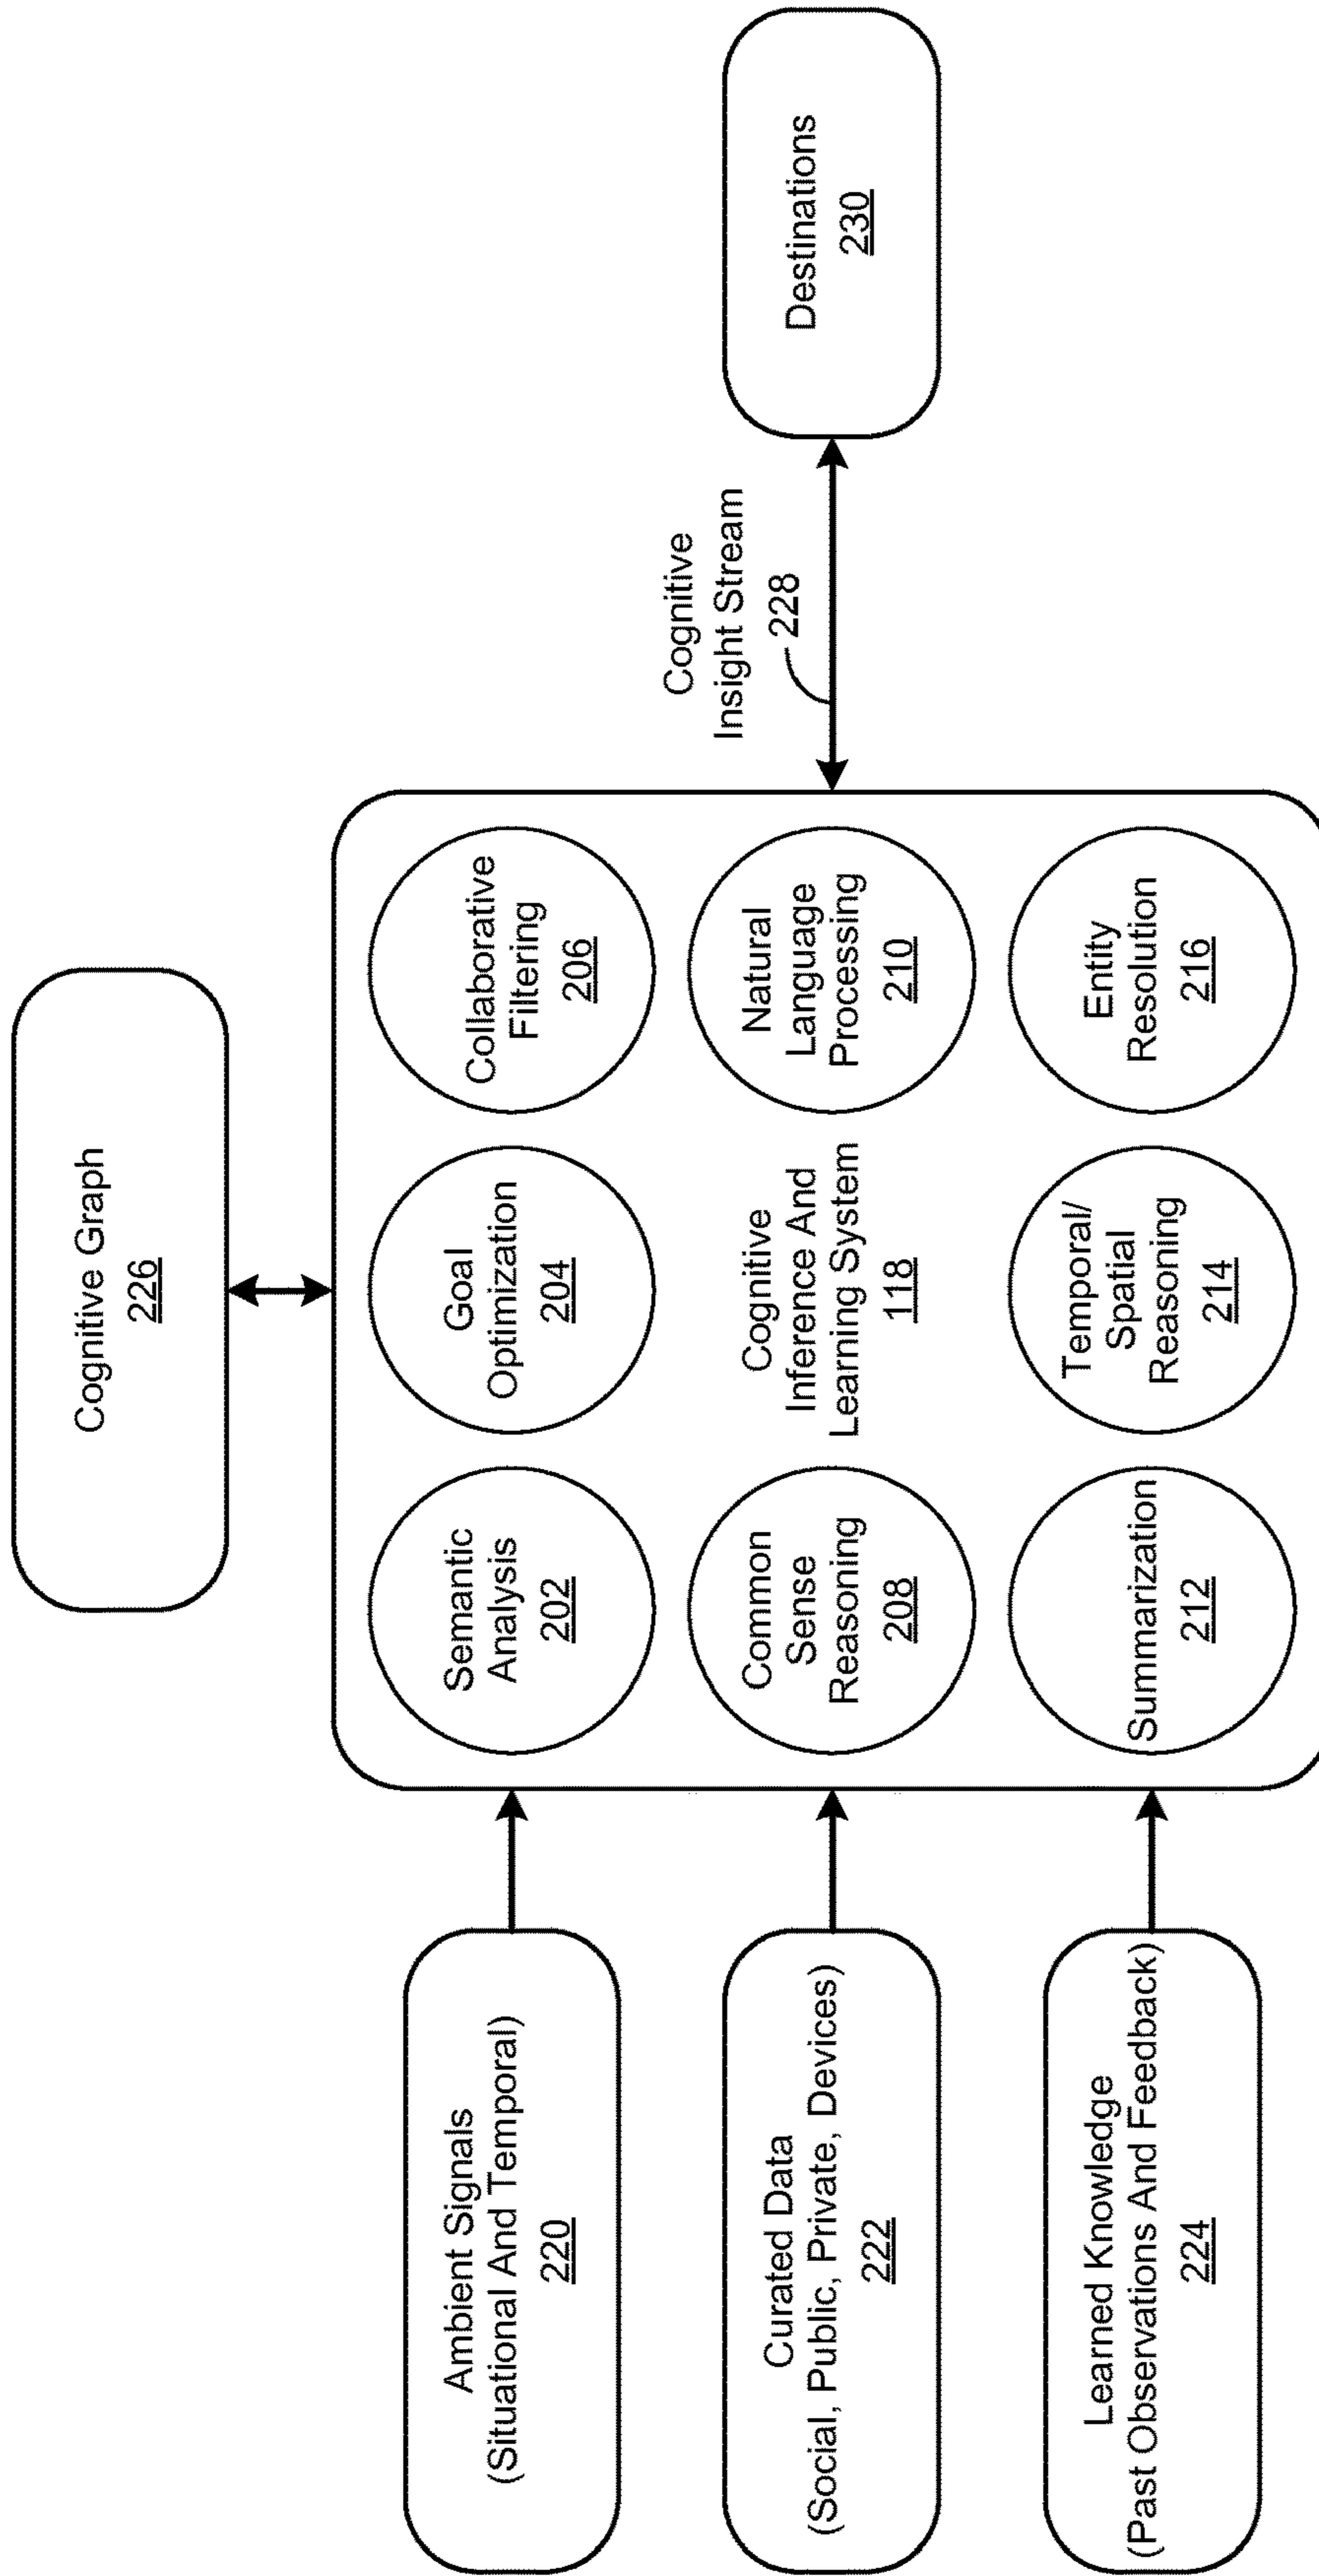 Cognitive Graph
226
Ambient Signals
(Situational And Temporal)
220
Curated Data
(Social, Public, Private, Devices)
222
Learned Knowledge
(Past Observations And Feedback)
224
Semantic
Analysis
202
Goal
Optimization
204
Collaborative
Filtering
206
Common
Sense
Reasoning
208
Cognitive
Inference And
Learning System
118
Natural
Language
Processing
210
Summarization
212
Temporal/
Spatial
Reasoning
214
Entity
Resolution
216
Cognitive
Insight Stream
228
Destinations
230